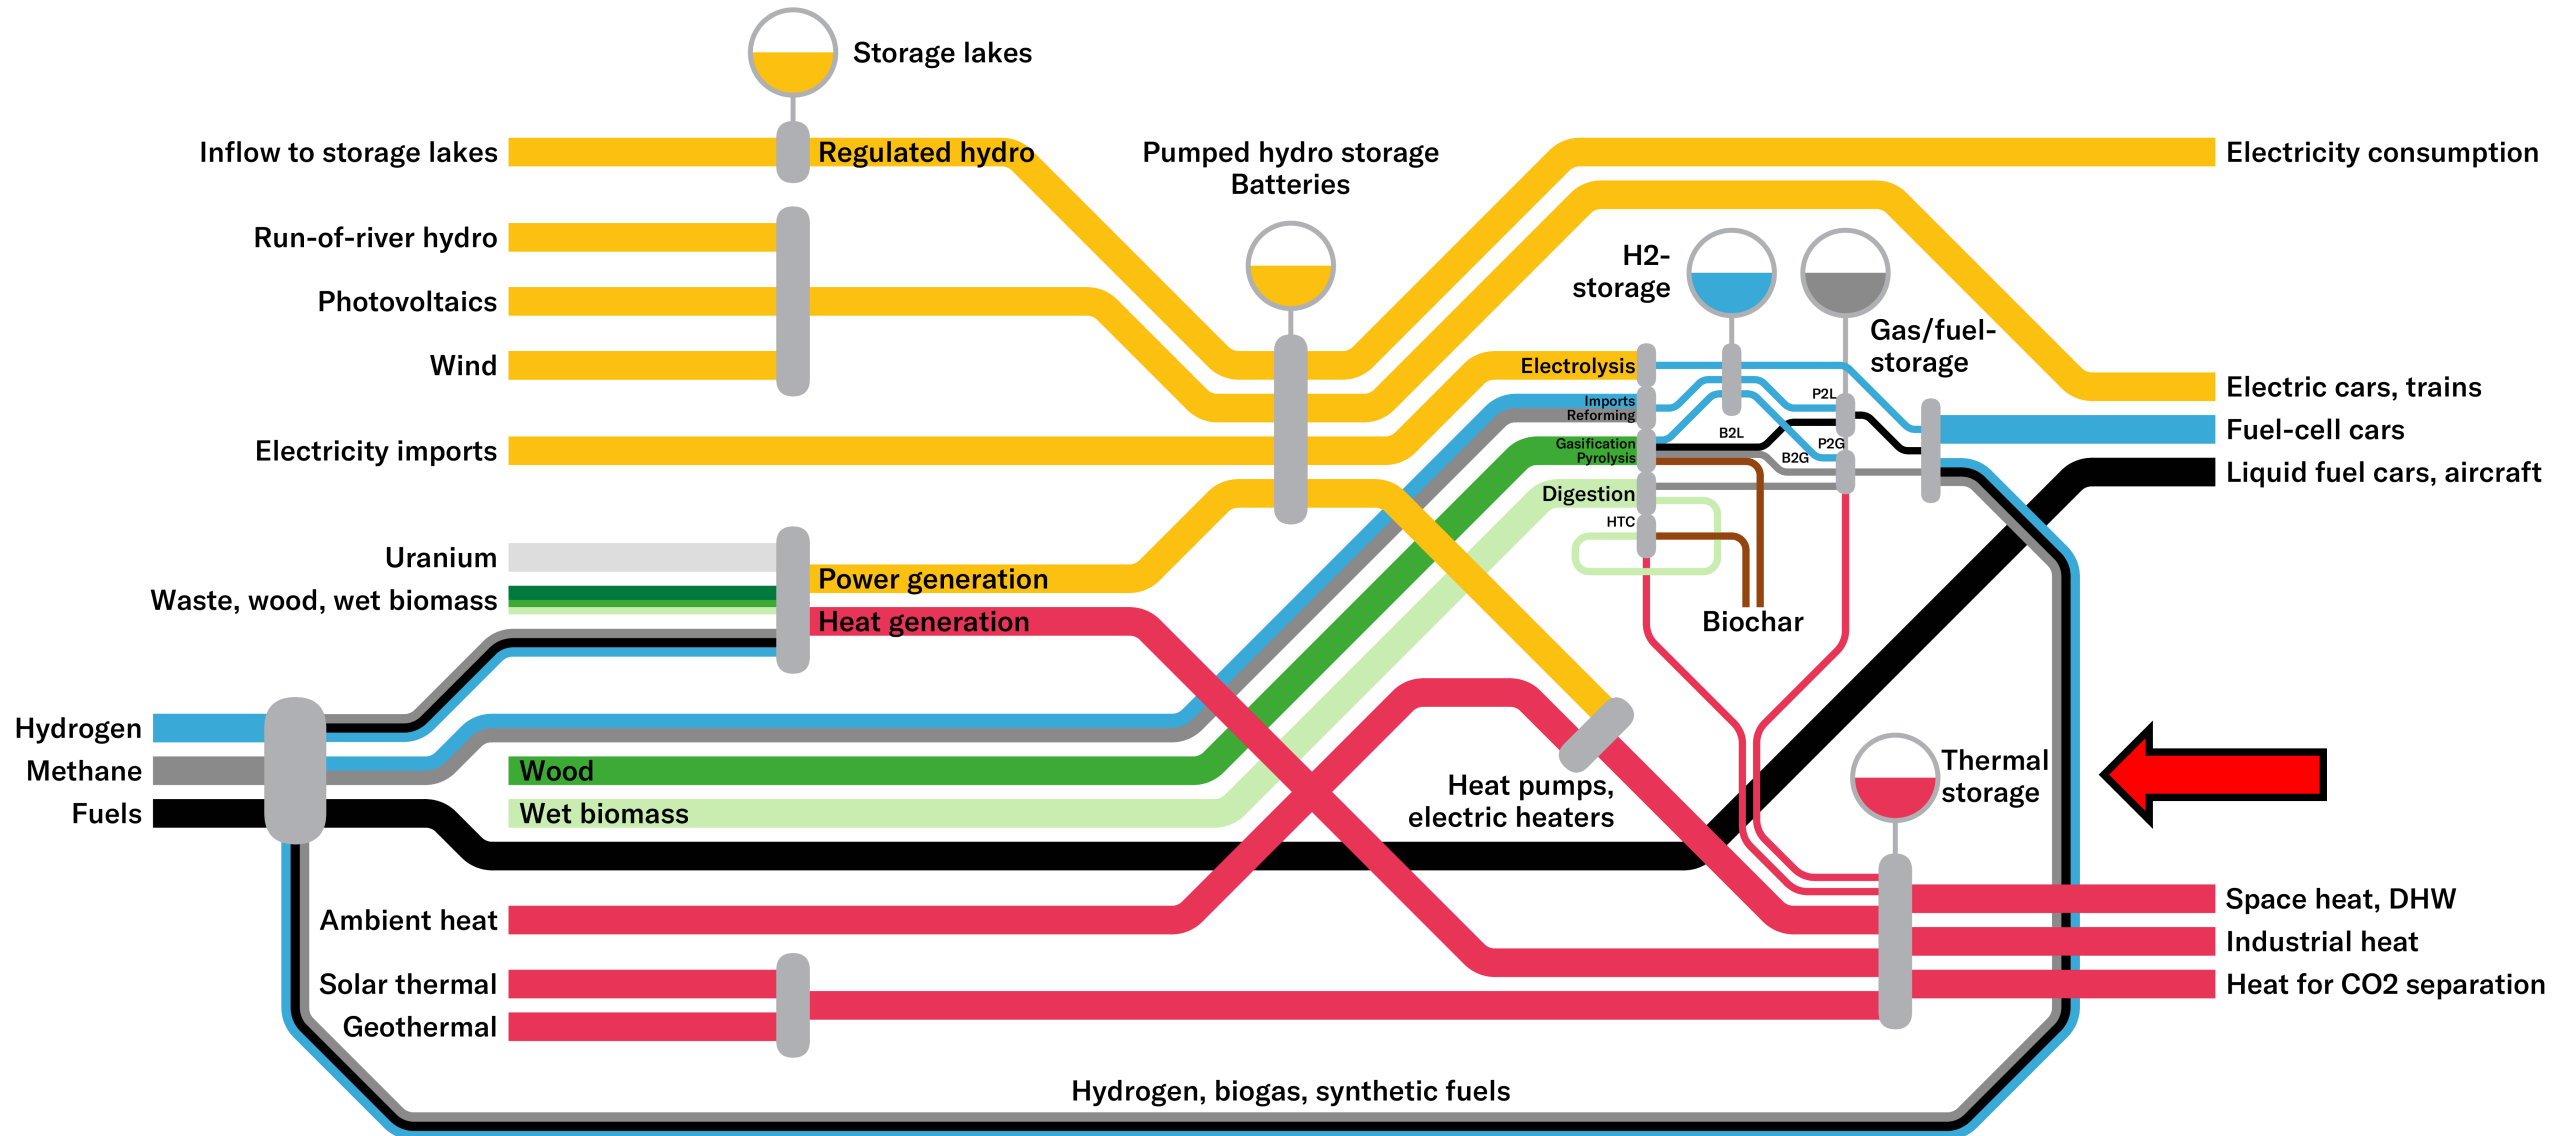 Storage lakes
Inflow to storage lakes
Regulated hydro
Pumped hydro storage
Batteries
Electricity consumption
Run-of-river hydro
H2-
storage
Photovoltaics
Gas/fuel-
storage
Wind
Electrolysis
Electric cars, trains
Imports
Reforming
P2L
Fuel-cell cars
B2L
Electricity imports
Gasification
Pyrolysis
P2G
B2G
Liquid fuel cars, aircraft
Digestion
HTC
Uranium
Power generation
Waste, wood, wet biomass
Heat generation
Biochar
Hydrogen
Methane
Wood
Fuels
Wet biomass
Heat pumps,
electric heaters
Thermal
storage
Ambient heat
Space heat, DHW
Industrial heat
Solar thermal
Heat for CO2 separation
Geothermal
Hydrogen, biogas, synthetic fuels